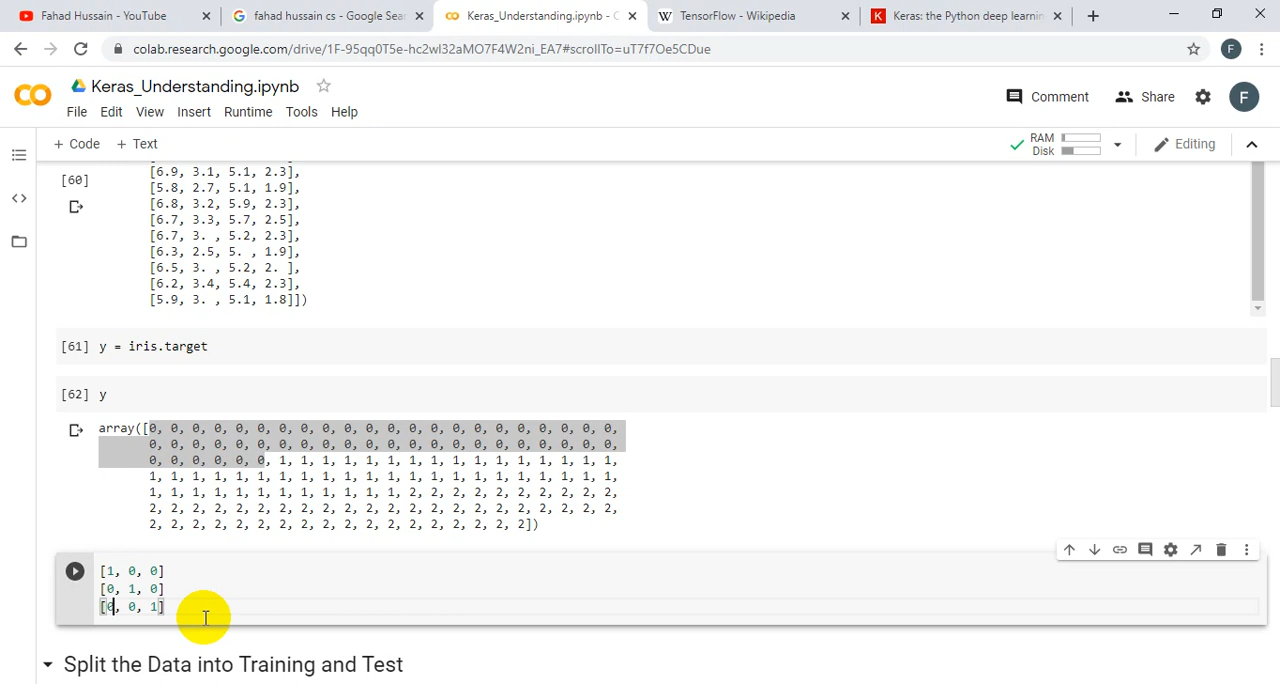 Fahad Hussain - YouTube
fahad hussain cs - Google Sear
Keras_Understanding.ipynb - C
TensorFlow - Wikipedia
Keras: the Python deep learnin
colab.research.google.com/drive/1F-95qq0T5e-hc2wl32aMO7F4W2ni_EA7#scrollTo=uT7f7Oe5CDue
F
Keras_Understanding.ipynb
Comment
Share
F
File Edit View Insert Runtime Tools Help
+ Code + Text
RAM
Disk
Editing
[6.9, 3.1, 5.1, 2.3],
[60]
[5.8, 2.7, 5.1, 1.9],
[6.8, 3.2, 5.9, 2.3],
[6.7, 3.3, 5.7, 2.5],
[6.7, 3. , 5.2, 2.3],
[6.3, 2.5, 5. , 1.9],
[6.5, 3. , 5.2, 2. ],
[6.2, 3.4, 5.4, 2.3],
[5.9, 3. , 5.1, 1.8]])
[61] y = iris.target
[62] y
array([0, 0, 0, 0, 0, 0, 0, 0, 0, 0, 0, 0, 0, 0, 0, 0, 0, 0, 0, 0, 0, 0,
0, 0, 0, 0, 0, 0, 0, 0, 0, 0, 0, 0, 0, 0, 0, 0, 0, 0, 0, 0, 0, 0,
0, 0, 0, 0, 0, 0, 1, 1, 1, 1, 1, 1, 1, 1, 1, 1, 1, 1, 1, 1, 1, 1,
1, 1, 1, 1, 1, 1, 1, 1, 1, 1, 1, 1, 1, 1, 1, 1, 1, 1, 1, 1, 1, 1,
1, 1, 1, 1, 1, 1, 1, 1, 1, 1, 1, 1, 2, 2, 2, 2, 2, 2, 2, 2, 2, 2,
2, 2, 2, 2, 2, 2, 2, 2, 2, 2, 2, 2, 2, 2, 2, 2, 2, 2, 2, 2, 2, 2,
2, 2, 2, 2, 2, 2, 2, 2, 2, 2, 2, 2, 2, 2, 2, 2, 2, 2])
[1, 0, 0]
[0, 1, 0]
[0, 0, 1]
Split the Data into Training and Test